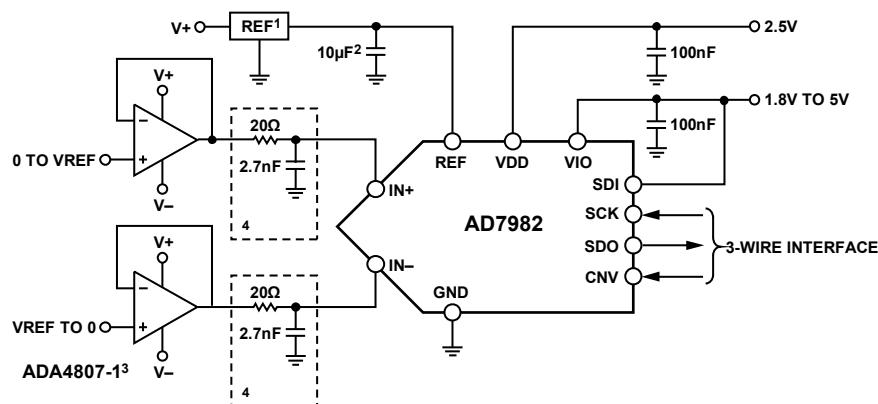 V+
REF1
10µF2
100nF
2.5V
100nF
1.8V TO 5V
V+
−
+
0 TO VREF
V−
20Ω
2.7nF
4
REF
VDD
VIO
IN+
IN−
AD7982
SDI
SCK
SDO
CNV
3-WIRE INTERFACE
GND
V+
−
+
VREF TO 0
V−
ADA4807-13
20Ω
2.7nF
4